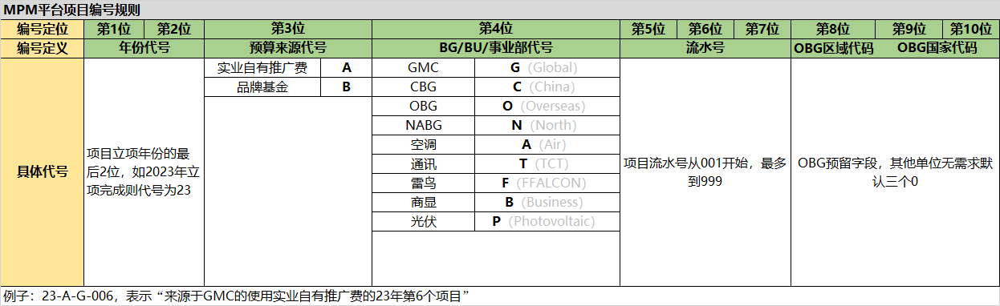 MPM平台项目编号规则
编号定位 第1位 第2位 第3位 第4位 第5位 第6位 第7位 第8位 第9位 第10位
编号定义 年份代号 预算来源代号 BG/BU/事业部代号 流水号 OBG区域代码 OBG国家代码
具体代号
项目立项年份的最
后2位，如2023年立
项完成则代号为23
实业自有推广费 A
品牌基金 B
GMC G（Global）
CBG C（China）
OBG O（Overseas）
NABG N（North）
空调 A（Air）
通讯 T（TCT）
雷鸟 F（FFALCON）
商显 B（Business）
光伏 P（Photovoltaic）
项目流水号从001开始，最多
到999
OBG预留字段，其他单位无需求默
认三个0
例子：23-A-G-006，表示“来源于GMC的使用实业自有推广费的23年第6个项目”